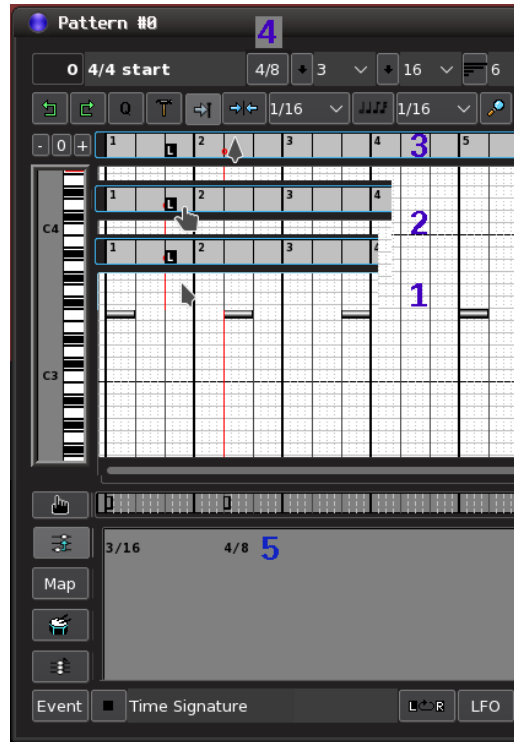 Pattern #0
4
0 4/4 start 4/8 3 16 6
Q 1/16 1/16
- 0 + 1 L 2 3 4 3 5
1 L 2 3 4
C4 2
1 L 2 3 4
1
C3
3/16 4/8 5
Map
Event Time Signature L R LFO